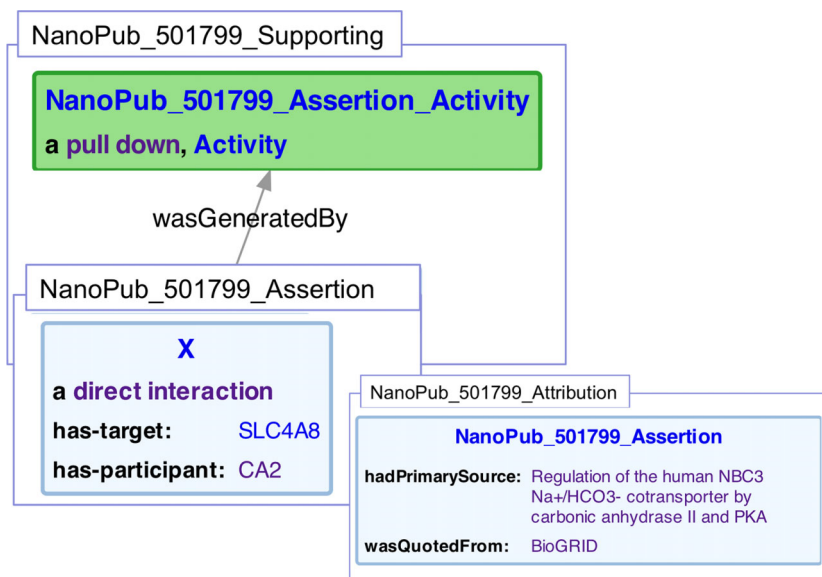 NanoPub_501799_Supporting
NanoPub_501799_Assertion_Activity
a pull down, Activity
wasGeneratedBy
NanoPub_501799_Assertion
X
a direct interaction
has-target: SLC4A8
has-participant: CA2
NanoPub_501799_Attribution
NanoPub_501799_Assertion
hadPrimarySource: Regulation of the human NBC3
Na+/HCO3- cotransporter by
carbonic anhydrase II and PKA
wasQuotedFrom: BioGRID